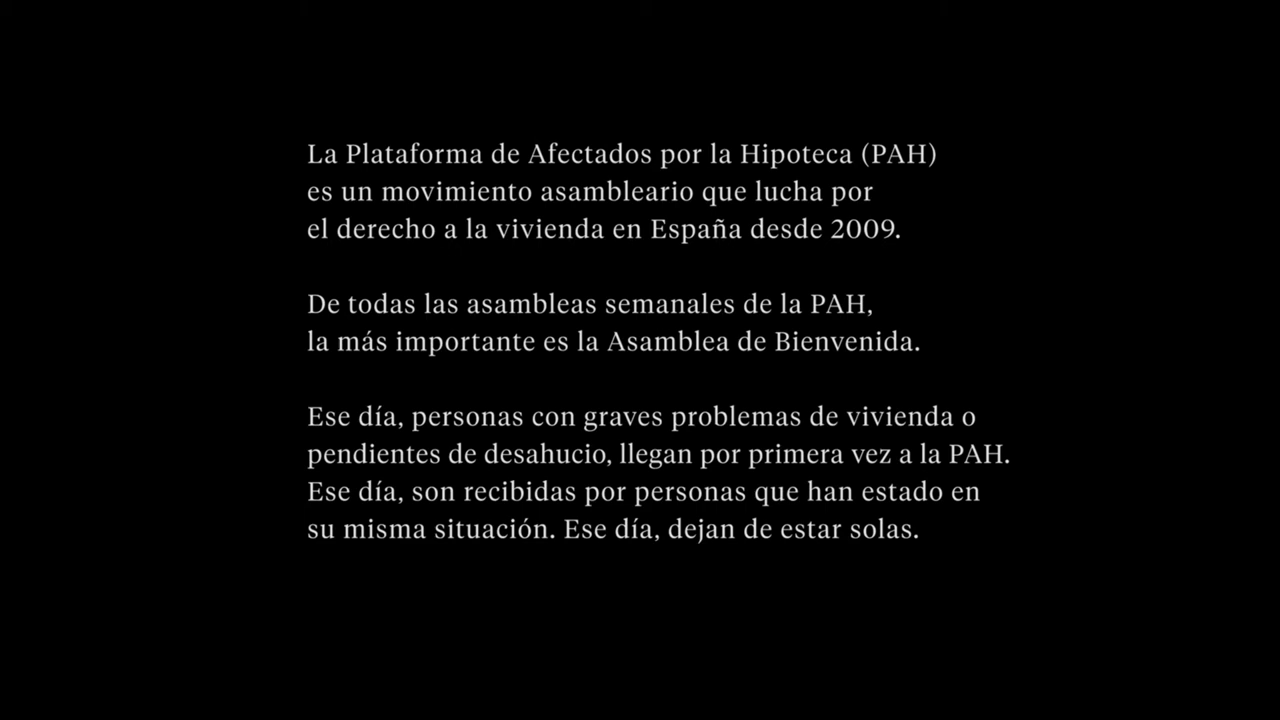 La Plataforma de Afectados por la Hipoteca (PAH)
es un movimiento asambleario que lucha por
el derecho a la vivienda en España desde 2009.
De todas las asambleas semanales de la PAH,
la más importante es la Asamblea de Bienvenida.
Ese día, personas con graves problemas de vivienda o
pendientes de desahucio, llegan por primera vez a la PAH.
Ese día, son recibidas por personas que han estado en
su misma situación. Ese día, dejan de estar solas.